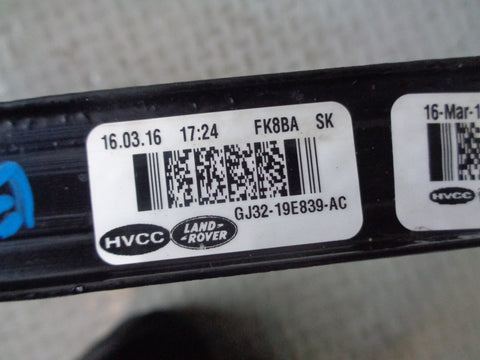 16.03.16 17:24 FK8BA SK
GJ32-19E839-AC
HVCC LAND-
-ROVER
16-Mar-1
HVCC